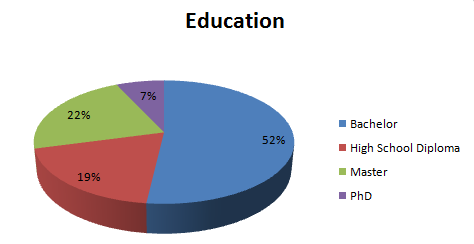 Education
7%
22%
52%
19%
Bachelor
High School Diploma
Master
PhD